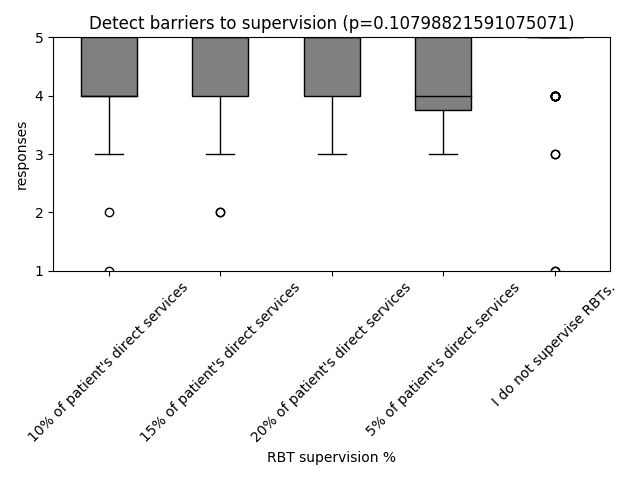 Detect barriers to supervision (p=0.10798821591075071)
responses
5
4
3
2
1
10% of patient's direct services
15% of patient's direct services
20% of patient's direct services
5% of patient's direct services
I do not supervise RBTs.
RBT supervision %